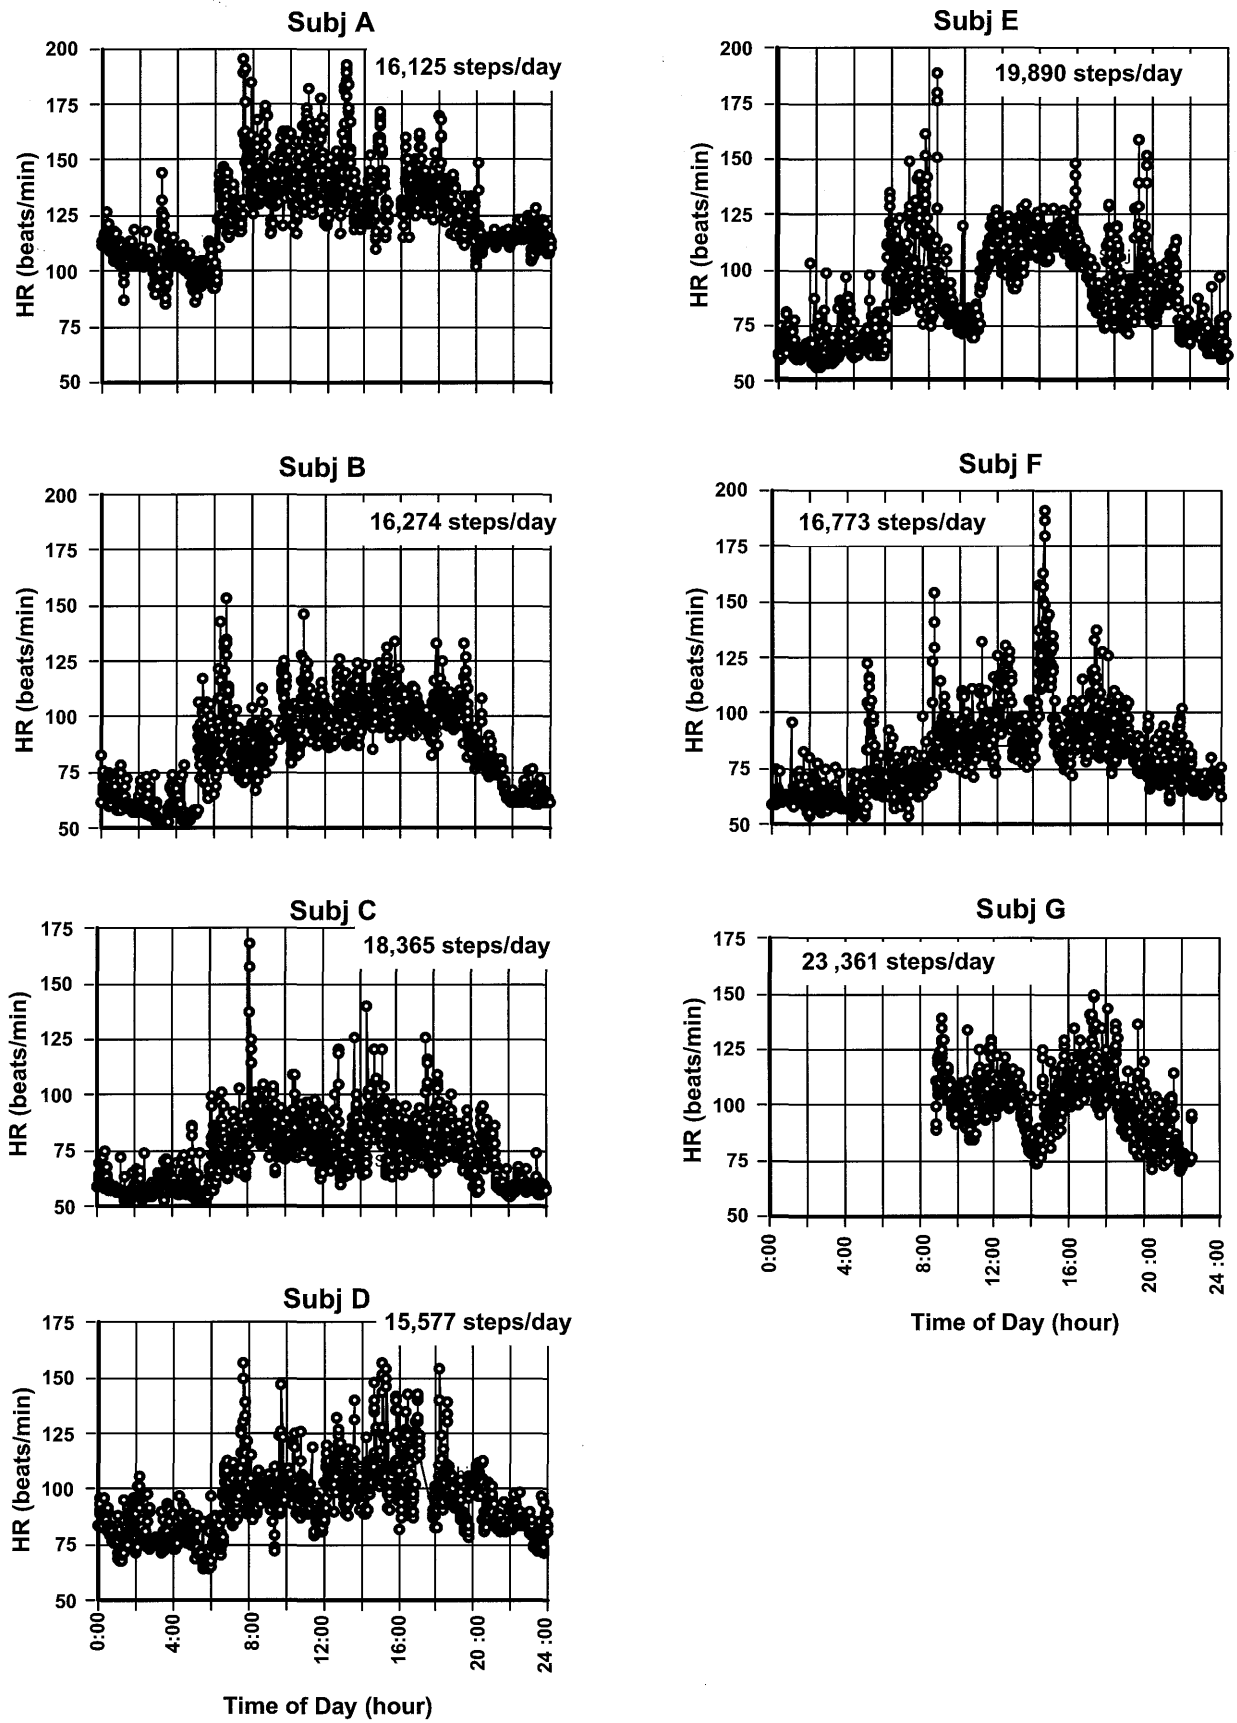 Subj A
16,125 steps/day
HR (beats/min)
200
175
150
125
100
75
50
Subj E
19,890 steps/day
HR (beats/min)
200
175
150
125
100
75
50
Subj B
16,274 steps/day
HR (beats/min)
200
175
150
125
100
75
50
Subj F
16,773 steps/day
HR (beats/min)
200
175
150
125
100
75
50
Subj C
18,365 steps/day
HR (beats/min)
175
150
125
100
75
50
Subj G
23 ,361 steps/day
HR (beats/min)
175
150
125
100
75
50
0:00
4:00
8:00
12:00
16:00
20 :00
24 :00
Time of Day (hour)
Subj D
15,577 steps/day
HR (beats/min)
175
150
125
100
75
50
0:00
4:00
8:00
12:00
16:00
20 :00
24 :00
Time of Day (hour)